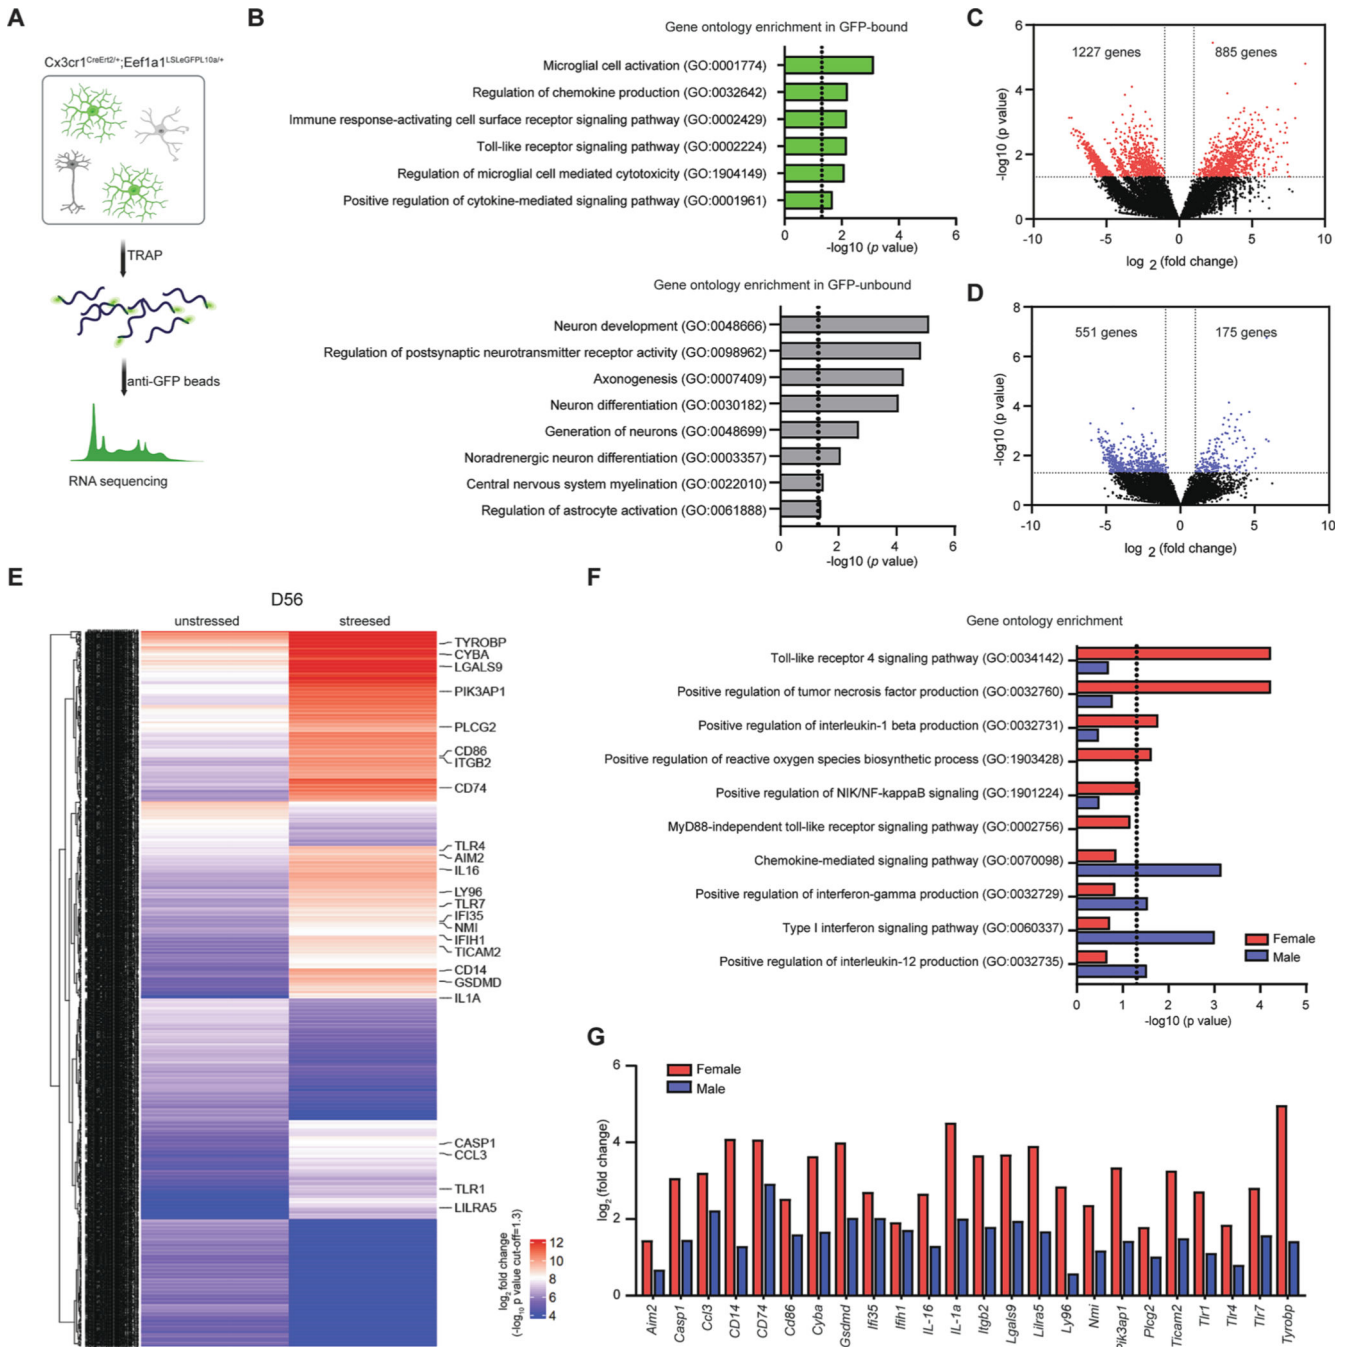 A
Cx3cr1CreErt2/+;Eef1a1LSLeGFPL10a/+
TRAP
anti-GFP beads
RNA sequencing
B
Gene ontology enrichment in GFP-bound
Microglial cell activation (GO:0001774)
Regulation of chemokine production (GO:0032642)
Immune response-activating cell surface receptor signaling pathway (GO:0002429)
Toll-like receptor signaling pathway (GO:0002224)
Regulation of microglial cell mediated cytotoxicity (GO:1904149)
Positive regulation of cytokine-mediated signaling pathway (GO:0001961)
0 2 4 6
-log10 (p value)
Gene ontology enrichment in GFP-unbound
Neuron development (GO:0048666)
Regulation of postsynaptic neurotransmitter receptor activity (GO:0098962)
Axonogenesis (GO:0007409)
Neuron differentiation (GO:0030182)
Generation of neurons (GO:0048699)
Noradrenergic neuron differentiation (GO:0003357)
Central nervous system myelination (GO:0022010)
Regulation of astrocyte activation (GO:0061888)
0 2 4 6
-log10 (p value)
C
6
4
2
0
-log10 (p value)
1227 genes
885 genes
-10 -5 0 5 10
log 2 (fold change)
D
8
6
4
2
0
-log10 (p value)
551 genes
175 genes
-10 -5 0 5 10
log 2 (fold change)
E
D56
unstressed
streesed
TYROBP
CYBA
LGALS9
PIK3AP1
PLCG2
CD86
ITGB2
CD74
TLR4
AIM2
IL16
LY96
TLR7
IFI35
NMI
IFIH1
TICAM2
CD14
GSDMD
IL1A
CASP1
CCL3
TLR1
LILRA5
log2 fold change
(-log10 p value cut-off=1.3)
12
10
8
6
4
F
Gene ontology enrichment
Toll-like receptor 4 signaling pathway (GO:0034142)
Positive regulation of tumor necrosis factor production (GO:0032760)
Positive regulation of interleukin-1 beta production (GO:0032731)
Positive regulation of reactive oxygen species biosynthetic process (GO:1903428)
Positive regulation of NIK/NF-kappaB signaling (GO:1901224)
MyD88-independent toll-like receptor signaling pathway (GO:0002756)
Chemokine-mediated signaling pathway (GO:0070098)
Positive regulation of interferon-gamma production (GO:0032729)
Type I interferon signaling pathway (GO:0060337)
Positive regulation of interleukin-12 production (GO:0032735)
Female
Male
0 1 2 3 4 5
-log10 (p value)
G
Female
Male
6
4
2
0
log2 (fold change)
Aim2
Casp1
Ccl3
CD14
CD74
Cd86
Cyba
Gsdmd
Ifi35
Ifih1
IL-16
IL-1a
Itgb2
Lgals9
Lilra5
Ly96
Nmi
Pik3ap1
Plcg2
Ticam2
Tlr1
Tlr4
Tlr7
Tyrobp